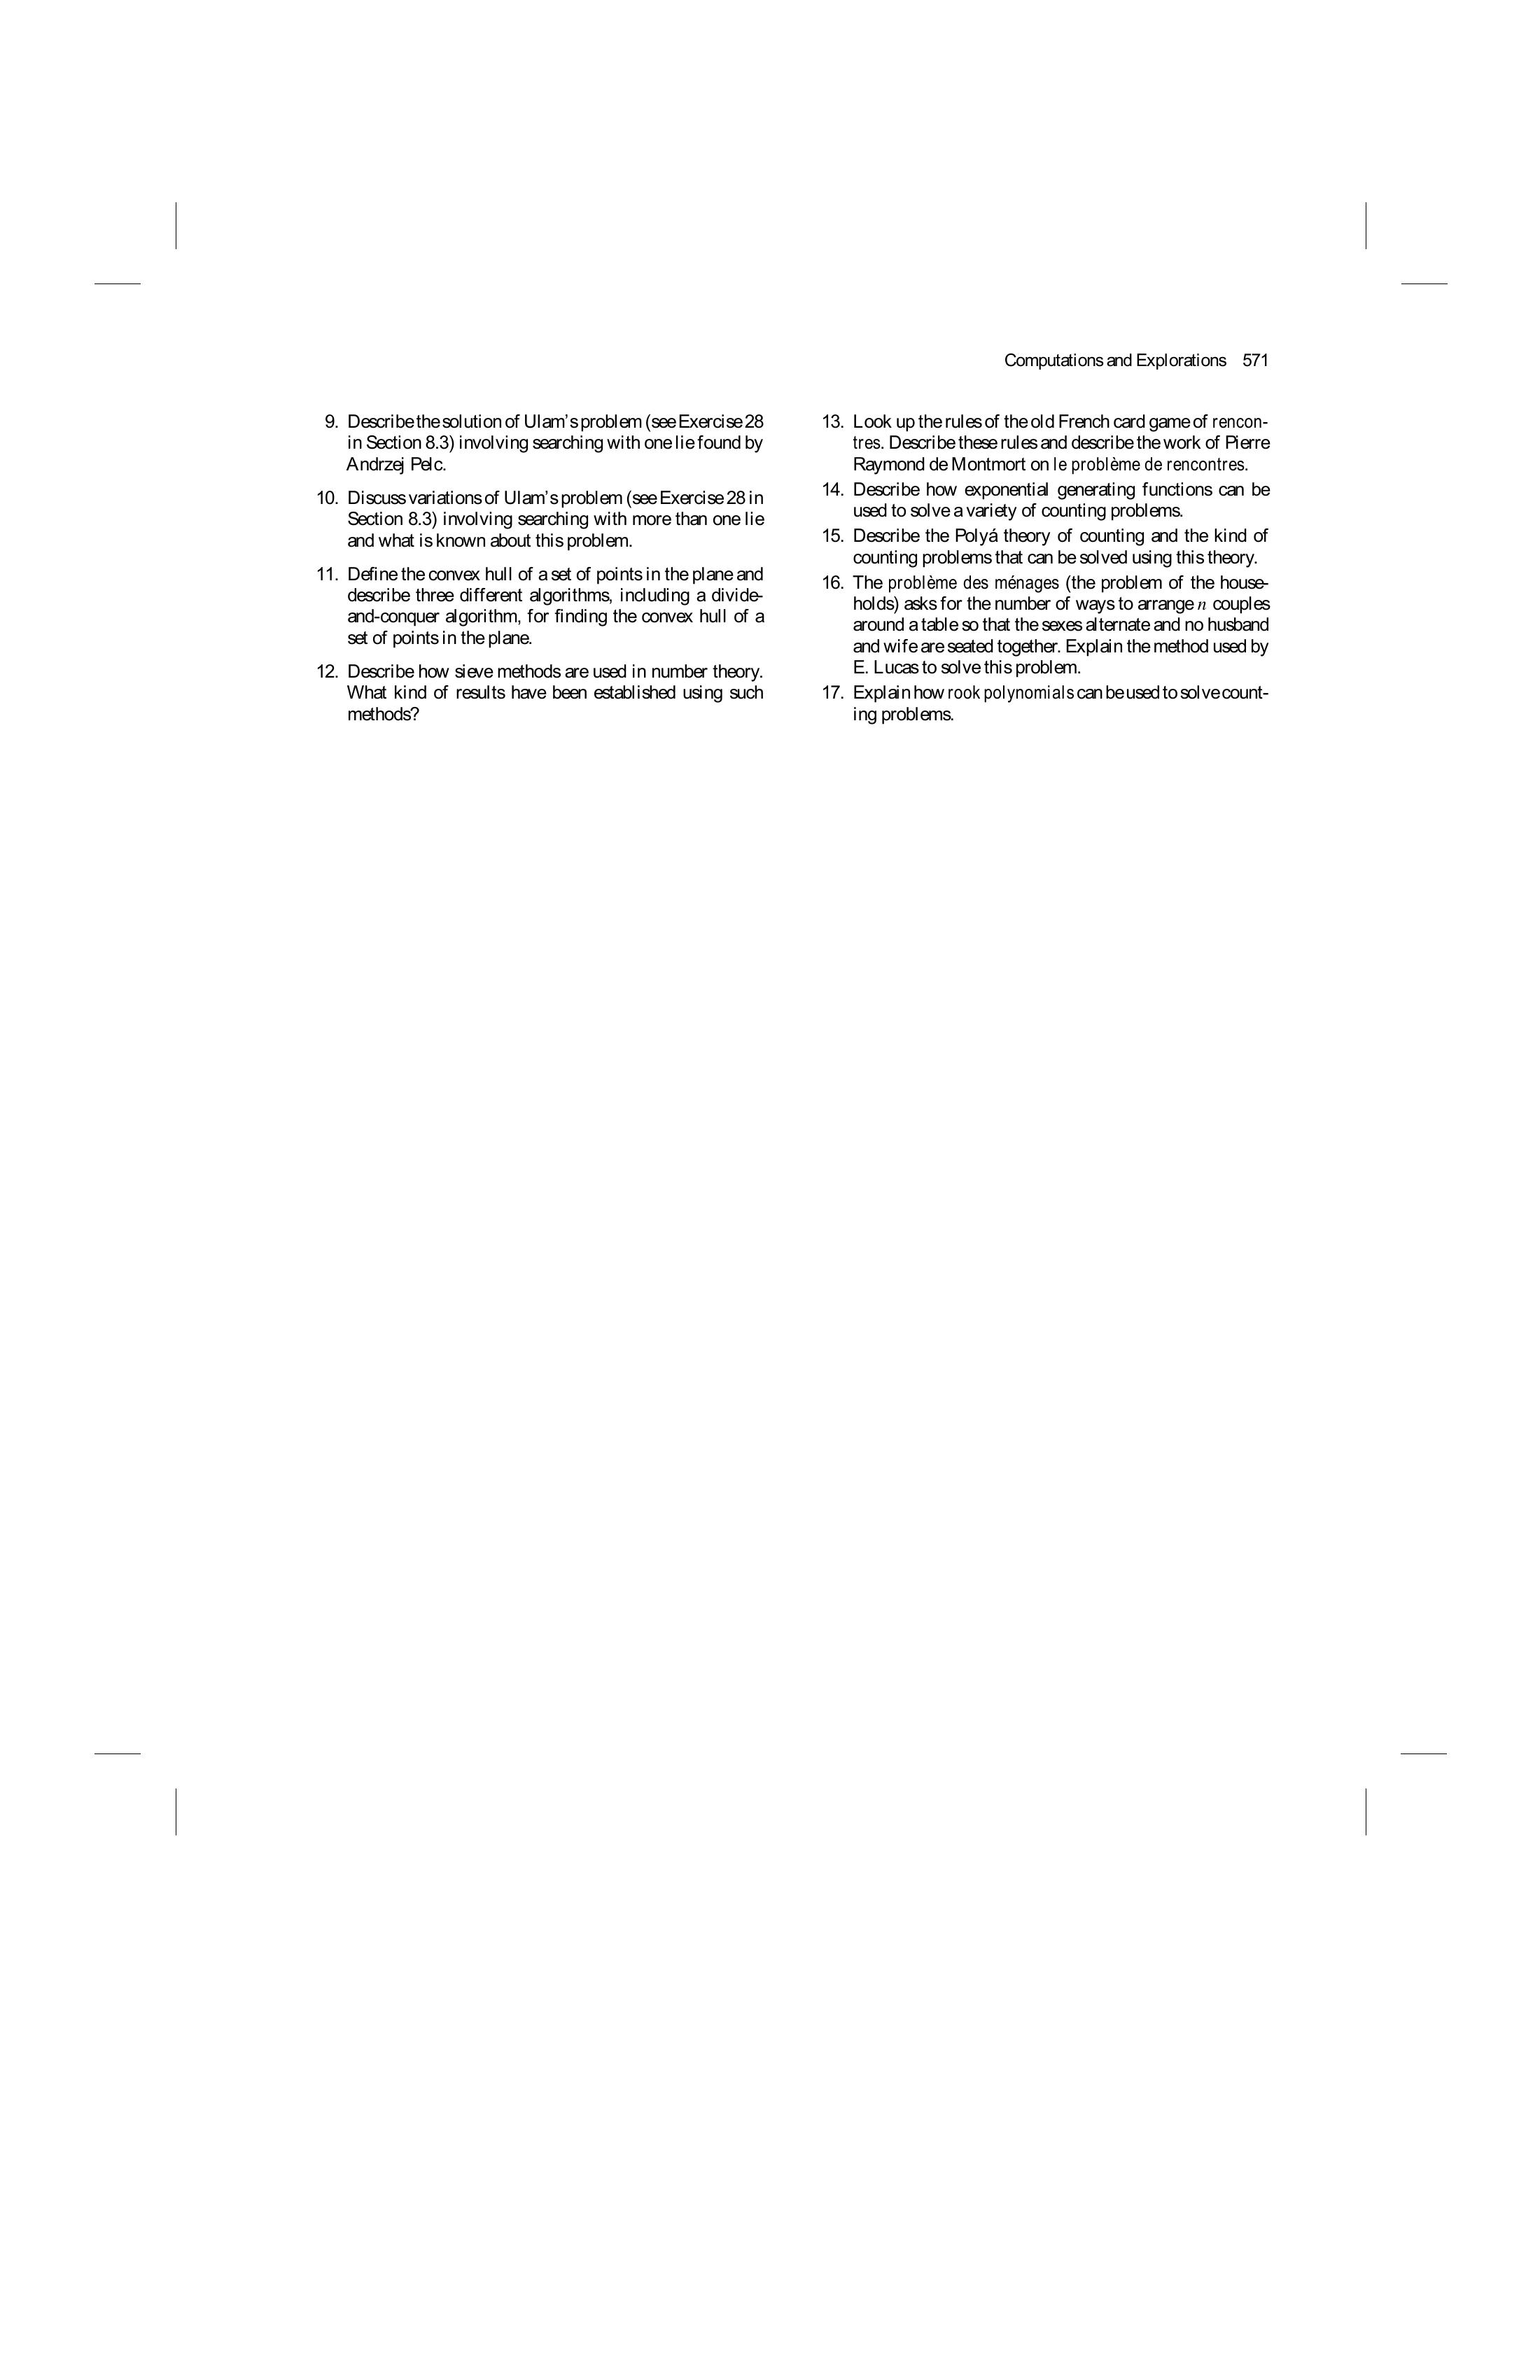 Computations and Explorations 571
9. Describe the solution of Ulam's problem (see Exercise 28
in Section 8.3) involving searching with one lie found by
Andrzej Pelc.
10. Discuss variations of Ulam's problem (see Exercise 28 in
Section 8.3) involving searching with more than one lie
and what is known about this problem.
11. Define the convex hull of a set of points in the plane and
describe three different algorithms, including a divide-
and-conquer algorithm, for finding the convex hull of a
set of points in the plane.
12. Describe how sieve methods are used in number theory.
What kind of results have been established using such
methods?
13. Look up the rules of the old French card game of rencon-
tres. Describe these rules and describe the work of Pierre
Raymond de Montmort on le problème de rencontres.
14. Describe how exponential generating functions can be
used to solve a variety of counting problems.
15. Describe the Polyá theory of counting and the kind of
counting problems that can be solved using this theory.
16. The problème des ménages (the problem of the house-
holds) asks for the number of ways to arrange n couples
around a table so that the sexes alternate and no husband
and wife are seated together. Explain the method used by
E. Lucas to solve this problem.
17. Explain how rook polynomials can be used to solve count-
ing problems.